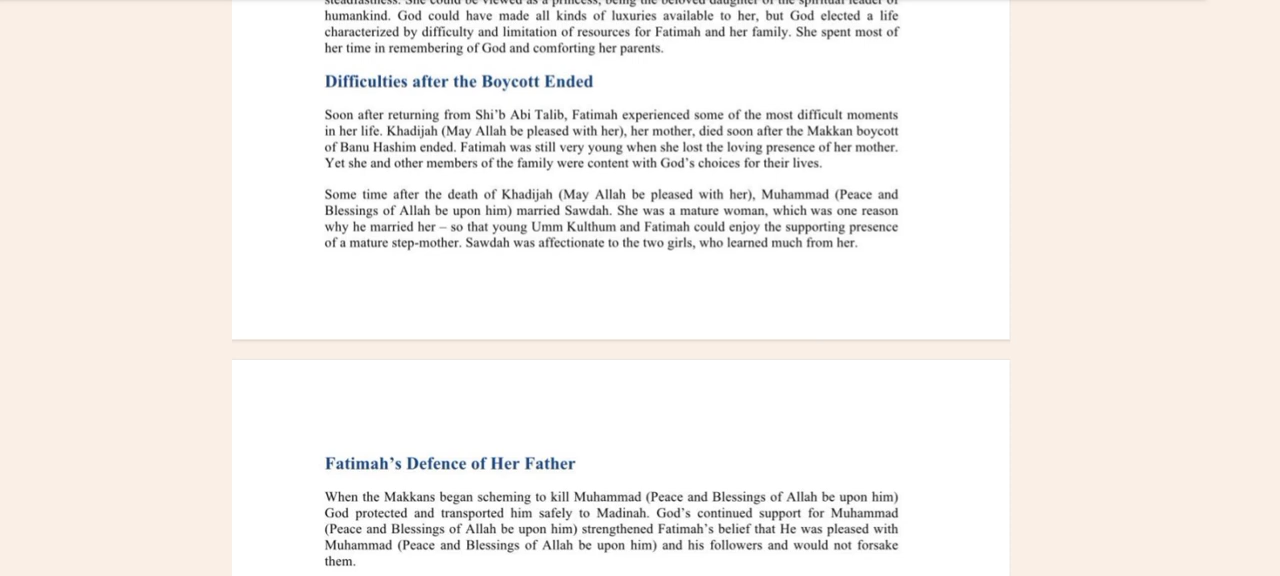 humankind. God could have made all kinds of luxuries available to her, but God elected a life
characterized by difficulty and limitation of resources for Fatimah and her family. She spent most of
her time in remembering of God and comforting her parents.
Difficulties after the Boycott Ended
Soon after returning from Shi’b Abi Talib, Fatimah experienced some of the most difficult moments
in her life. Khadijah (May Allah be pleased with her), her mother, died soon after the Makkan boycott
of Banu Hashim ended. Fatimah was still very young when she lost the loving presence of her mother.
Yet she and other members of the family were content with God’s choices for their lives.
Some time after the death of Khadijah (May Allah be pleased with her), Muhammad (Peace and
Blessings of Allah be upon him) married Sawdah. She was a mature woman, which was one reason
why he married her – so that young Umm Kulthum and Fatimah could enjoy the supporting presence
of a mature step-mother. Sawdah was affectionate to the two girls, who learned much from her.
Fatimah’s Defence of Her Father
When the Makkans began scheming to kill Muhammad (Peace and Blessings of Allah be upon him)
God protected and transported him safely to Madinah. God’s continued support for Muhammad
(Peace and Blessings of Allah be upon him) strengthened Fatimah’s belief that He was pleased with
Muhammad (Peace and Blessings of Allah be upon him) and his followers and would not forsake
them.